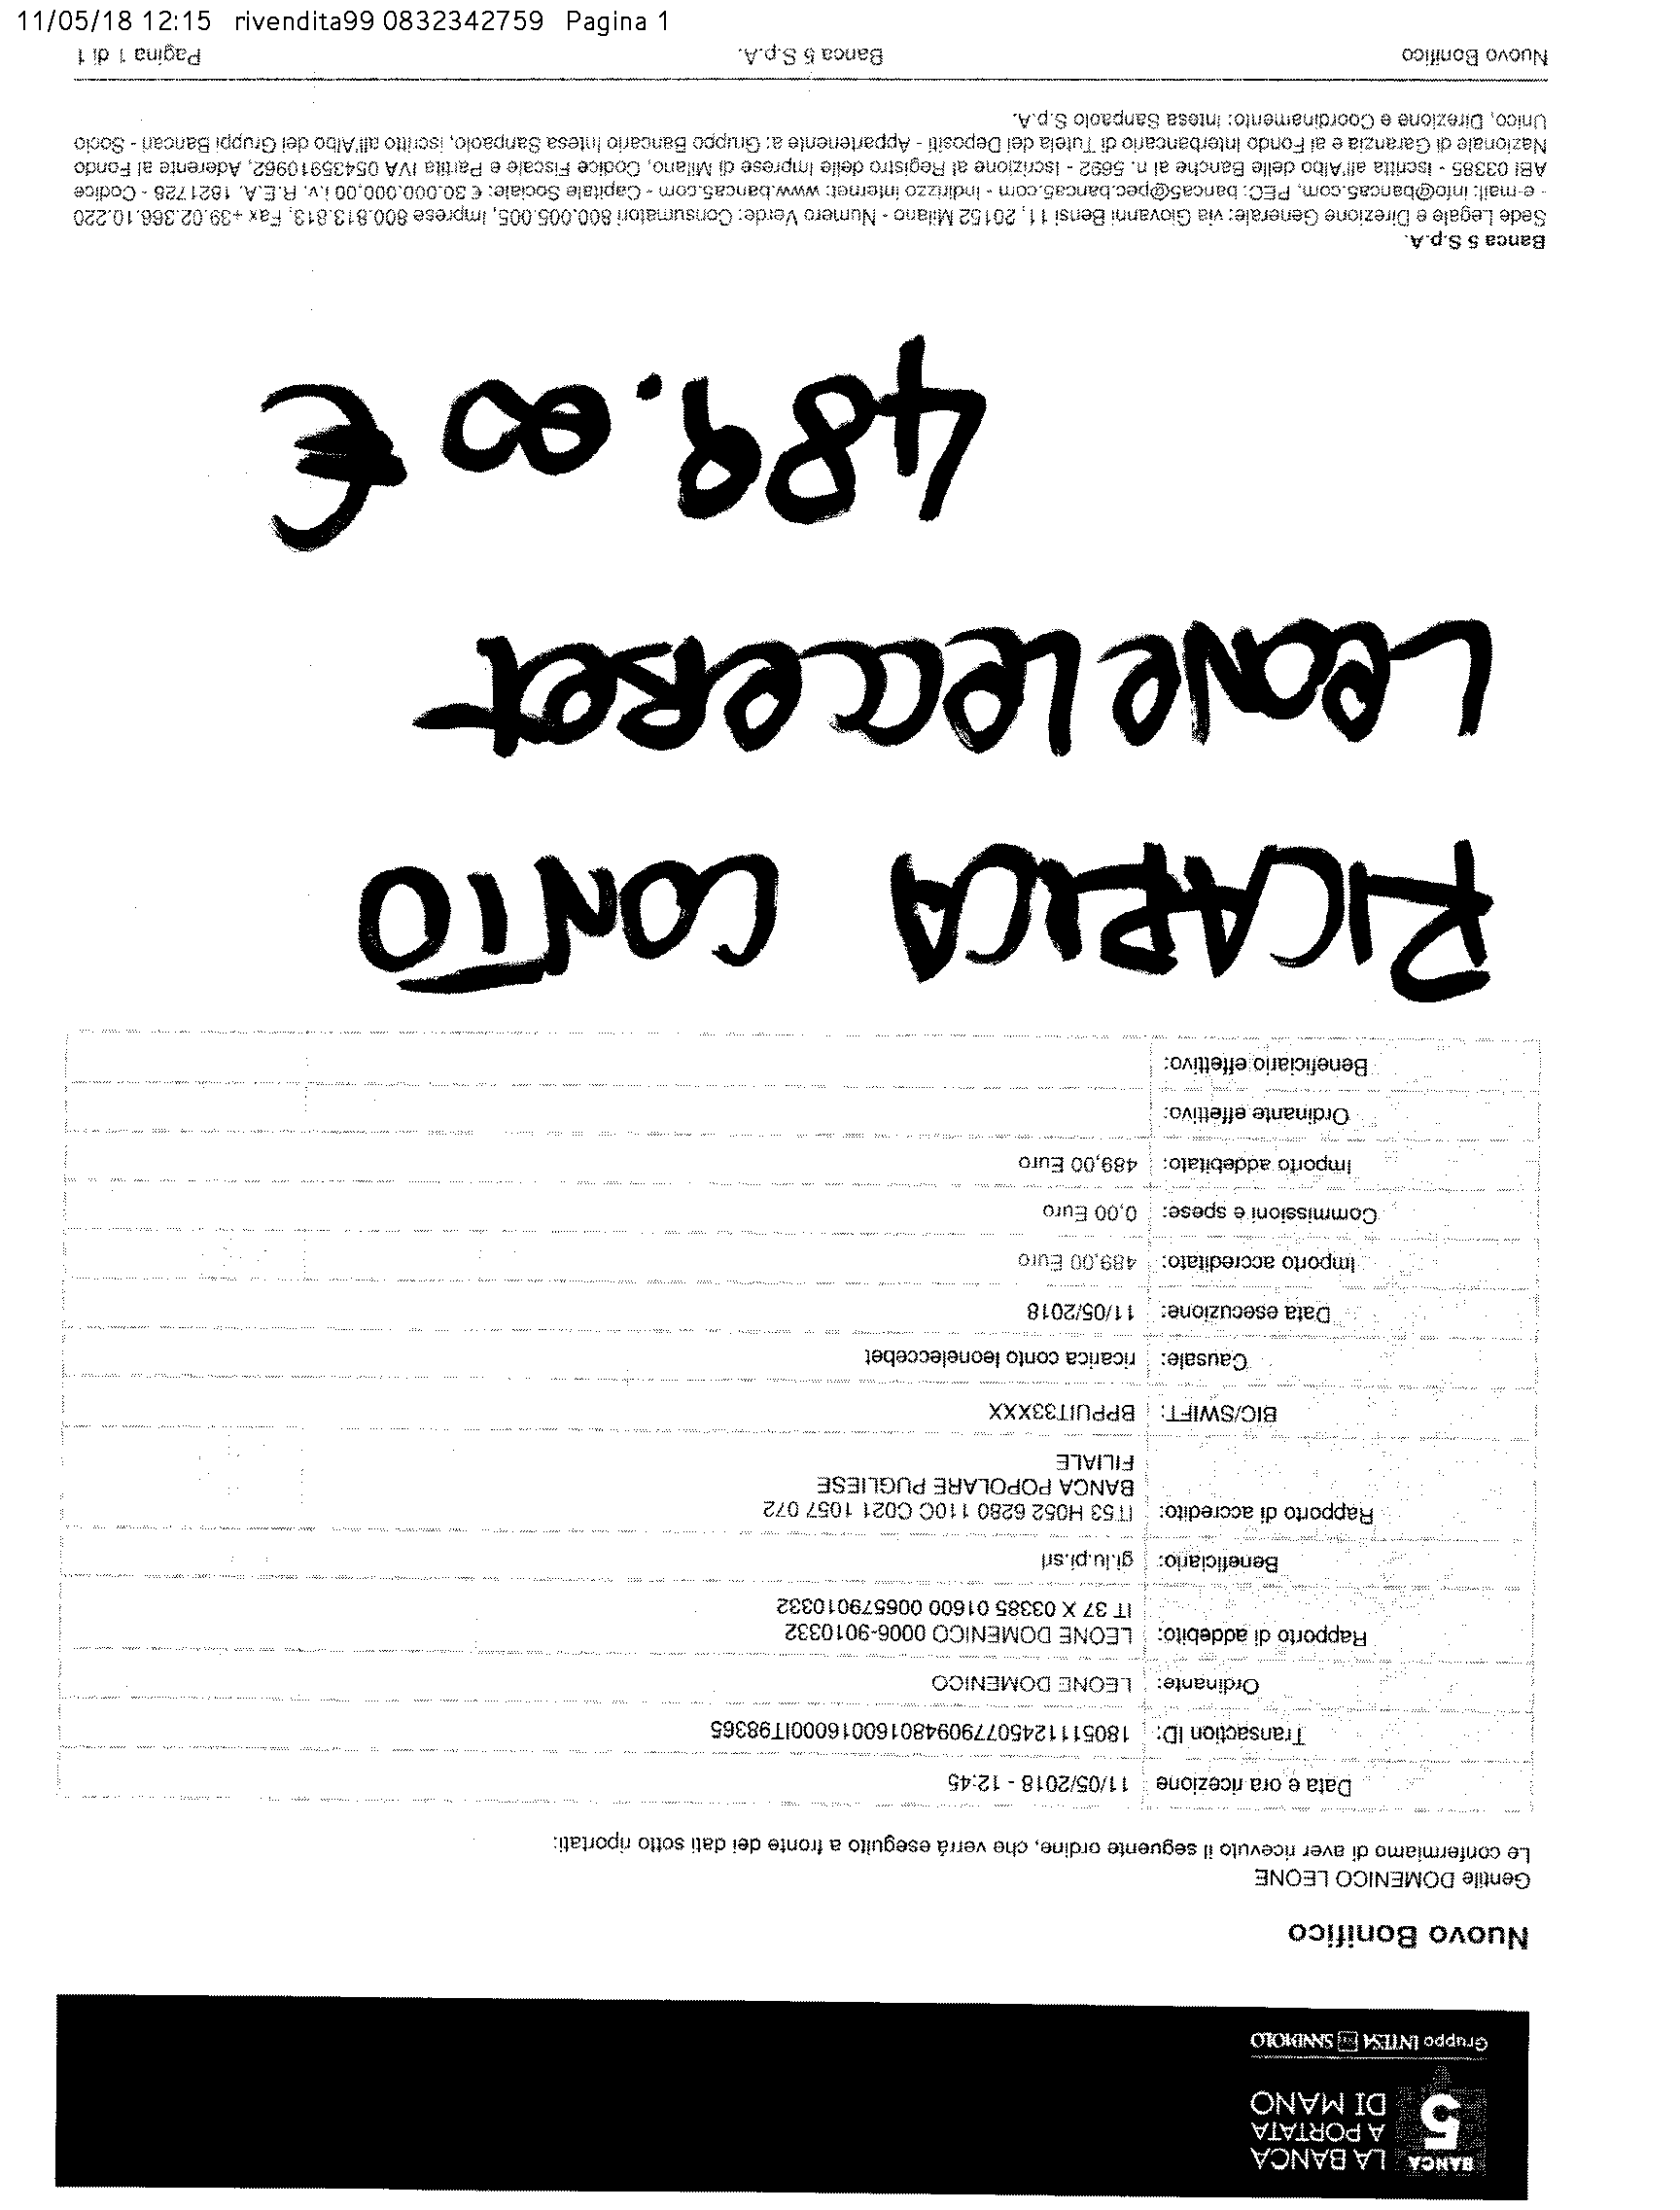 11/05/18 12:15 rivendita99 0832342759 Pagina 1
BANCA 5
LA BANCA
A PORTATA
DI MANO
Gruppo INTESA SANPAOLO
Nuovo Bonifico
Gentile DOMENICO LEONE
Le confermiamo di aver ricevuto il seguente ordine, che verrà eseguito a fronte dei dati sotto riportati:
Data e ora ricezione 11/05/2018 - 12:45
Transaction ID: 1805111124507790948016001600IT98365
Ordinante: LEONE DOMENICO
Rapporto di addebito: LEONE DOMENICO 0006-9010332
IT 37 X 03385 01600 006579010332
Beneficiario: gi.lu.pi.srl
Rapporto di accredito: IT53 H052 6280 110C C021 1057 072
BANCA POPOLARE PUGLIESE
FILIALE
BIC/SWIFT: BPPUIT33XXX
Causale: ricarica conto leoneleccebet
Data esecuzione: 11/05/2018
Importo accreditato: 489,00 Euro
Commissioni e spese: 0,00 Euro
Importo addebitato: 489,00 Euro
Ordinante effettivo:
Beneficiario effettivo:
RICARICA CONTO
LEONELECCEBET
489.00 €
Banca 5 S.p.A.
Sede Legale e Direzione Generale: via Giovanni Bensi 11, 20152 Milano - Numero Verde: Consumatori 800.005.005, Imprese 800.813.813, Fax +39.02.366.10.220
- e-mail: info@banca5.com, PEC: banca5@pec.banca5.com - Indirizzo internet: www.banca5.com - Capitale Sociale: € 30.000.000,00 i.v. R.E.A. 1821728 - Codice
ABI 03385 - Iscritta all'Albo delle Banche al n. 5692 - Iscrizione al Registro delle Imprese di Milano, Codice Fiscale e Partita IVA 05435910962, Aderente al Fondo
Nazionale di Garanzia e al Fondo Interbancario di Tutela dei Depositi - Appartenente a: Gruppo Bancario Intesa Sanpaolo, iscritto all'Albo dei Gruppi Bancari - Socio
Unico, Direzione e Coordinamento: Intesa Sanpaolo S.p.A.
Nuovo Bonifico Banca 5 S.p.A. Pagina 1 di 1